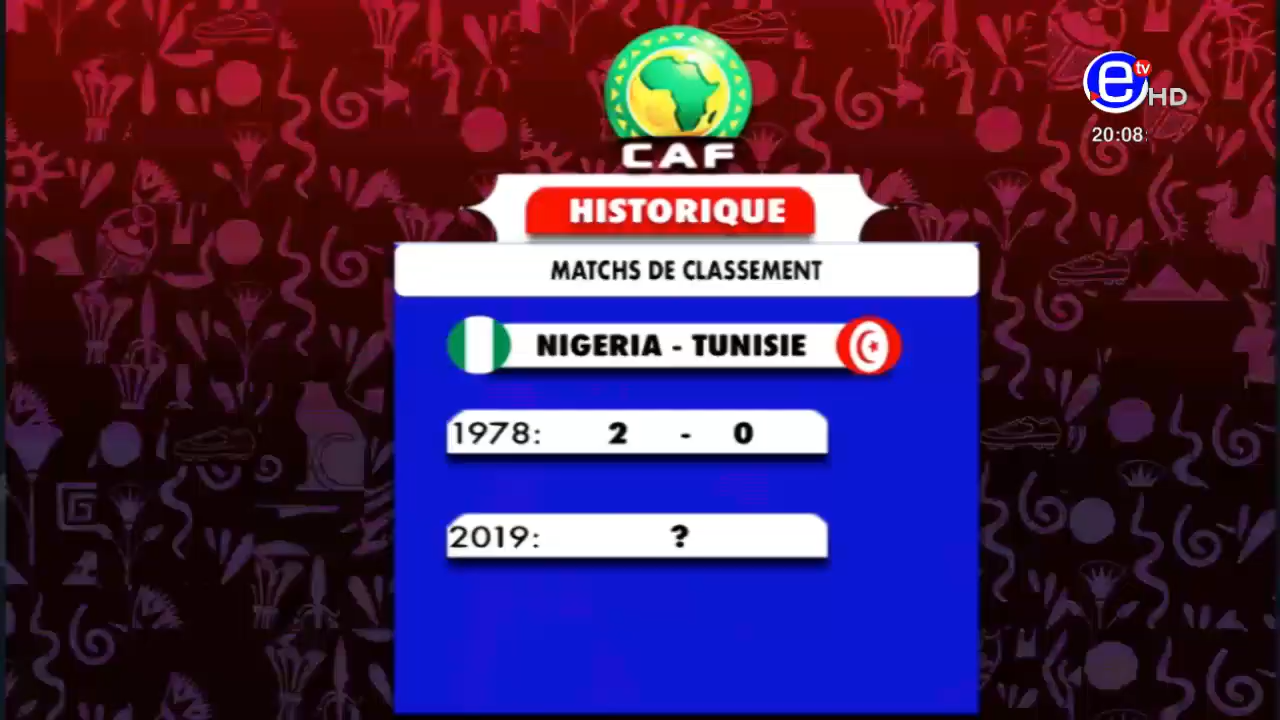 e tv HD
20:08
CAF
HISTORIQUE
MATCHS DE CLASSEMENT
NIGERIA - TUNISIE
1978: 2 - 0
2019: ?